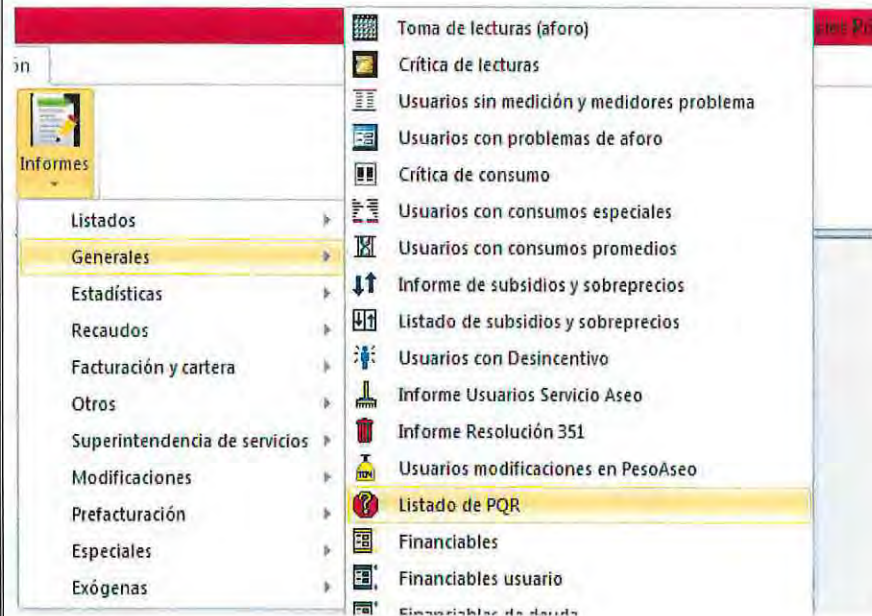 ón
Informes
Listados
Generales
Estadísticas
Recaudos
Facturación y cartera
Otros
Superintendencia de servicios
Modificaciones
Prefacturación
Especiales
Exógenas
Toma de lecturas (aforo)
Crítica de lecturas
Usuarios sin medición y medidores problema
Usuarios con problemas de aforo
Crítica de consumo
Usuarios con consumos especiales
Usuarios con consumos promedios
Informe de subsidios y sobreprecios
Listado de subsidios y sobreprecios
Usuarios con Desincentivo
Informe Usuarios Servicio Aseo
Informe Resolución 351
Usuarios modificaciones en PesoAseo
Listado de PQR
Financiables
Financiables usuario
Financiables de deuda